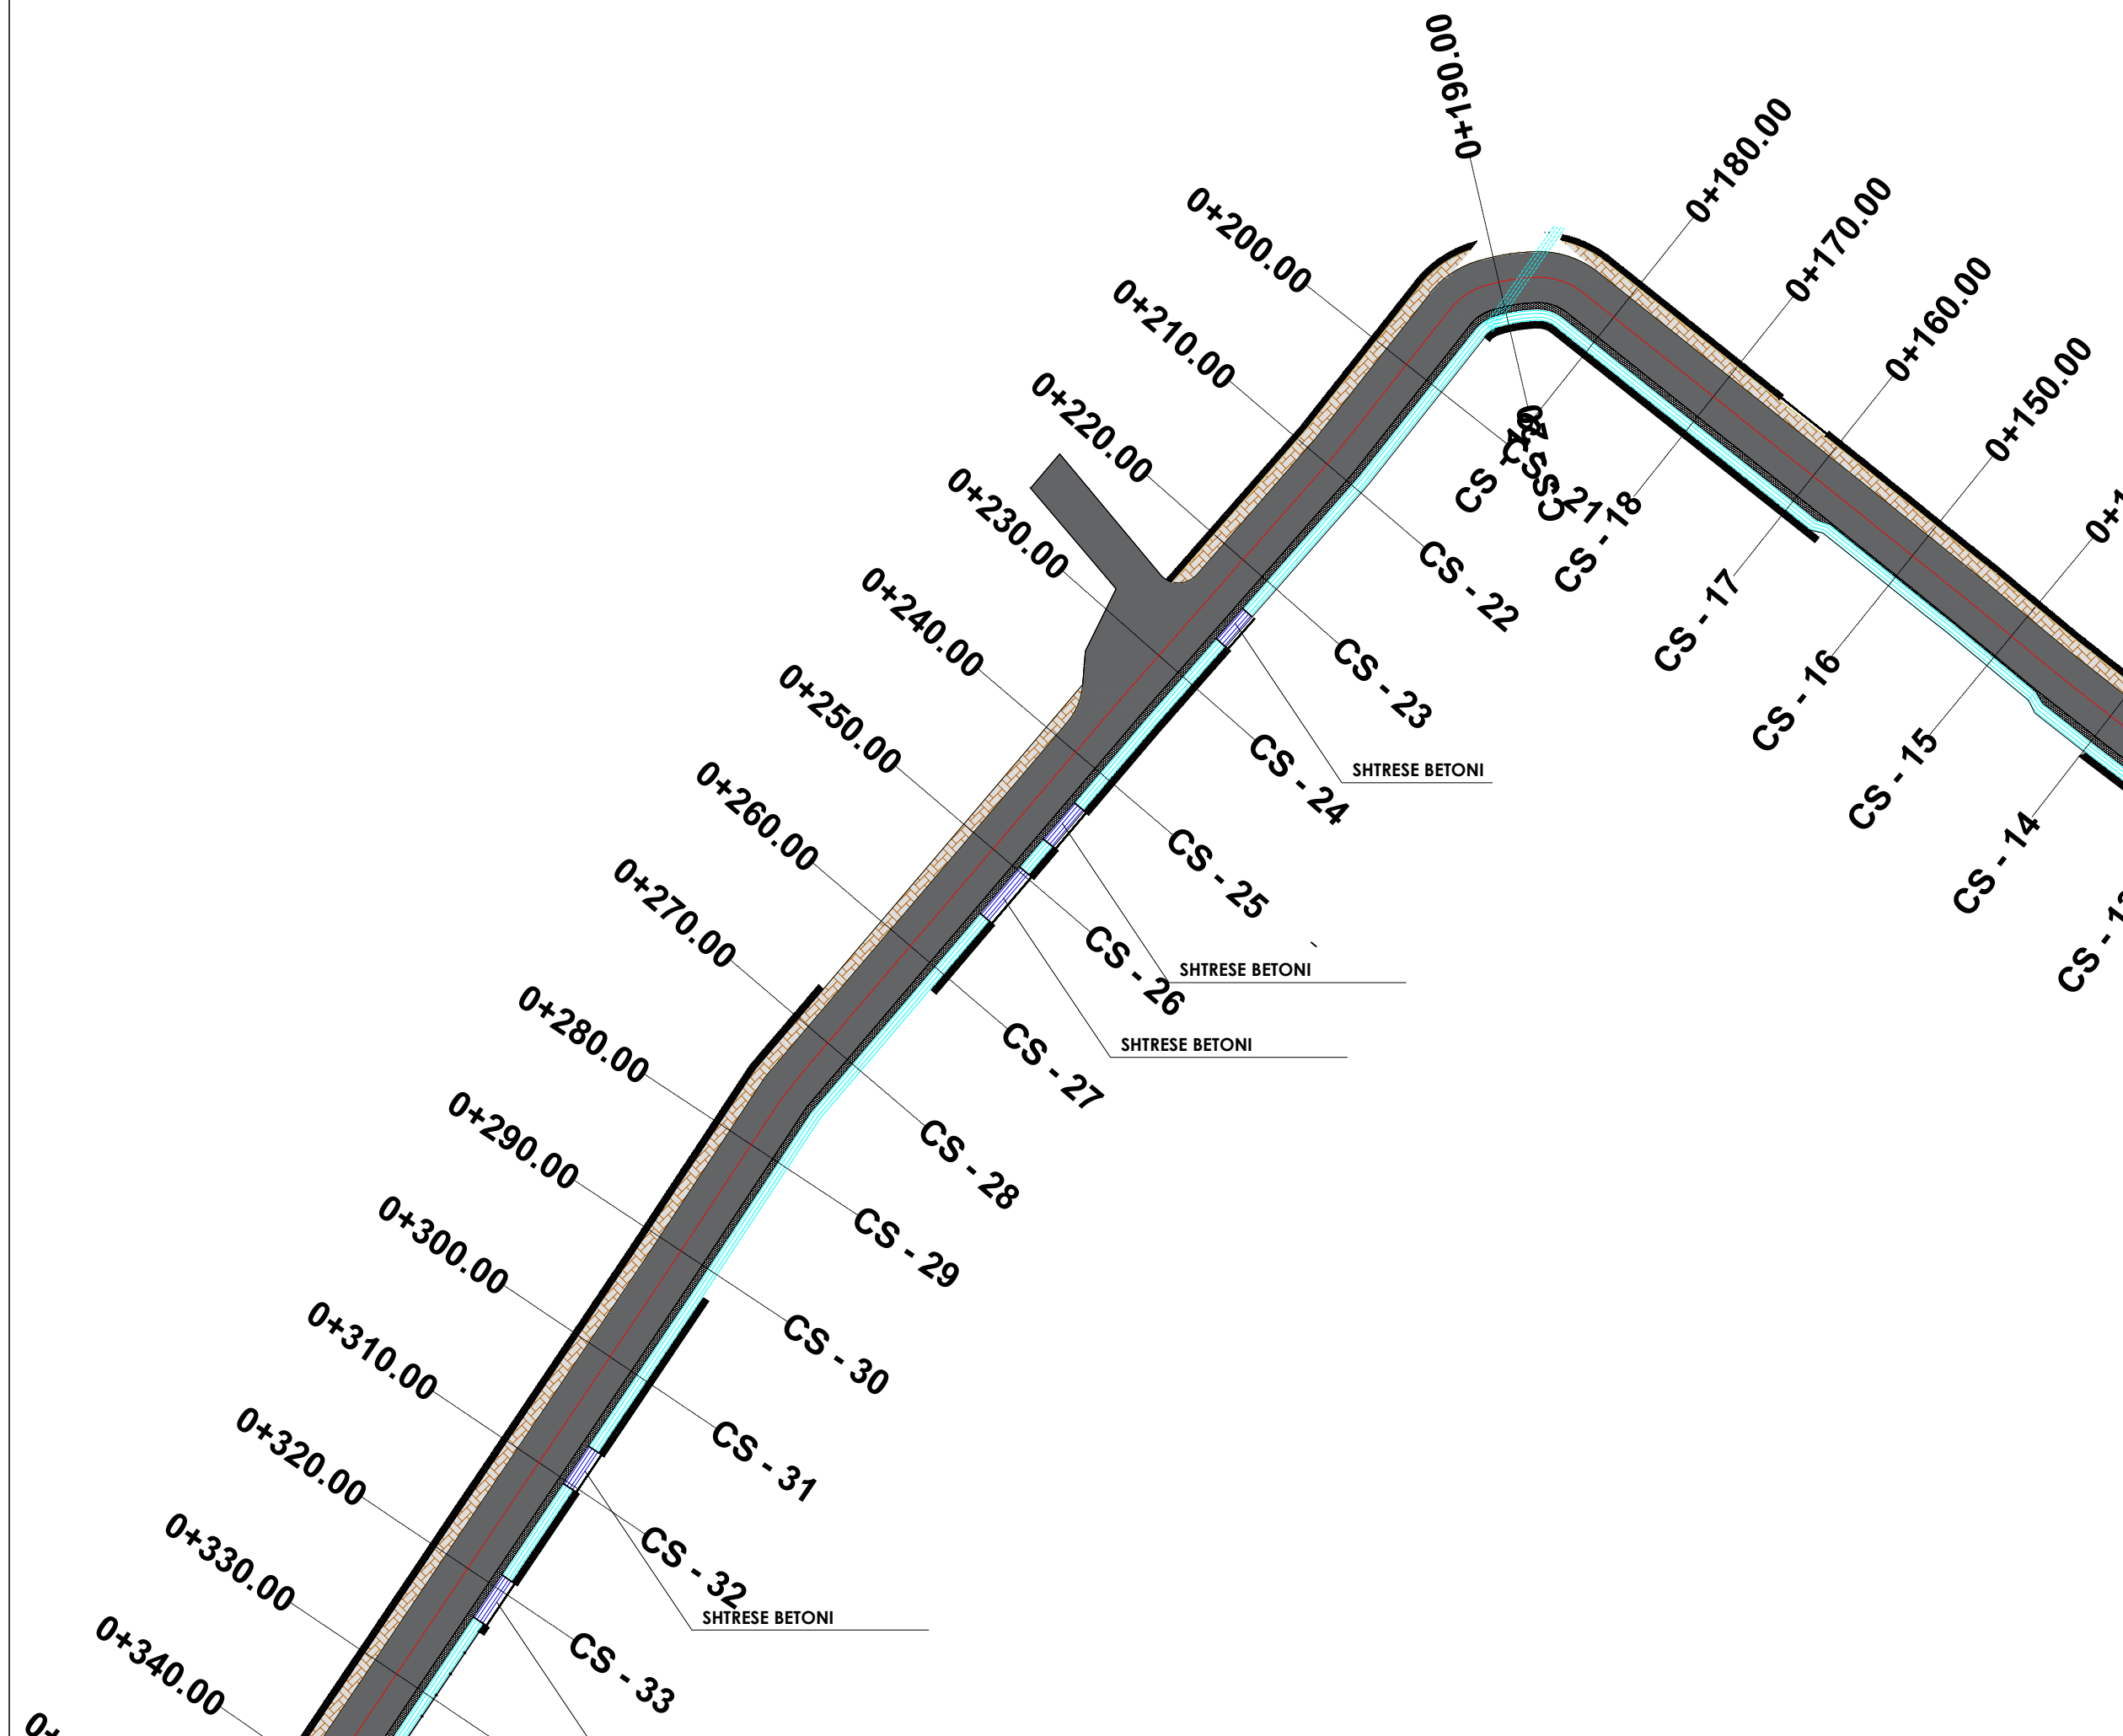 0+190.00
0+180.00
0+170.00
0+160.00
0+150.00
0+200.00
0+210.00
0+220.00
0+230.00
0+240.00
0+250.00
0+260.00
0+270.00
0+280.00
0+290.00
0+300.00
0+310.00
0+320.00
0+330.00
0+340.00
CS - 14
CS - 15
CS - 16
CS - 17
CS - 18
CS - 22
CS - 23
CS - 24
CS - 25
CS - 26
CS - 27
CS - 28
CS - 29
CS - 30
CS - 31
CS - 32
CS - 33
SHTRESE BETONI
SHTRESE BETONI
SHTRESE BETONI
SHTRESE BETONI